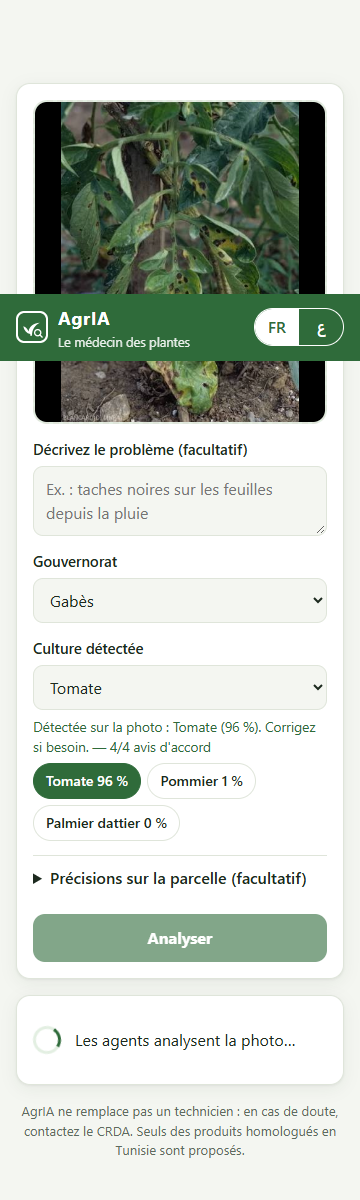 AgrIA
Le médecin des plantes
FR
ع
Décrivez le problème (facultatif)
Ex. : taches noires sur les feuilles
depuis la pluie
Gouvernorat
Gabès
Culture détectée
Tomate
Détectée sur la photo : Tomate (96 %). Corrigez
si besoin. — 4/4 avis d'accord
Tomate 96 %
Pommier 1 %
Palmier dattier 0 %
Précisions sur la parcelle (facultatif)
Analyser
Les agents analysent la photo...
AgrIA ne remplace pas un technicien : en cas de doute,
contactez le CRDA. Seuls des produits homologués en
Tunisie sont proposés.